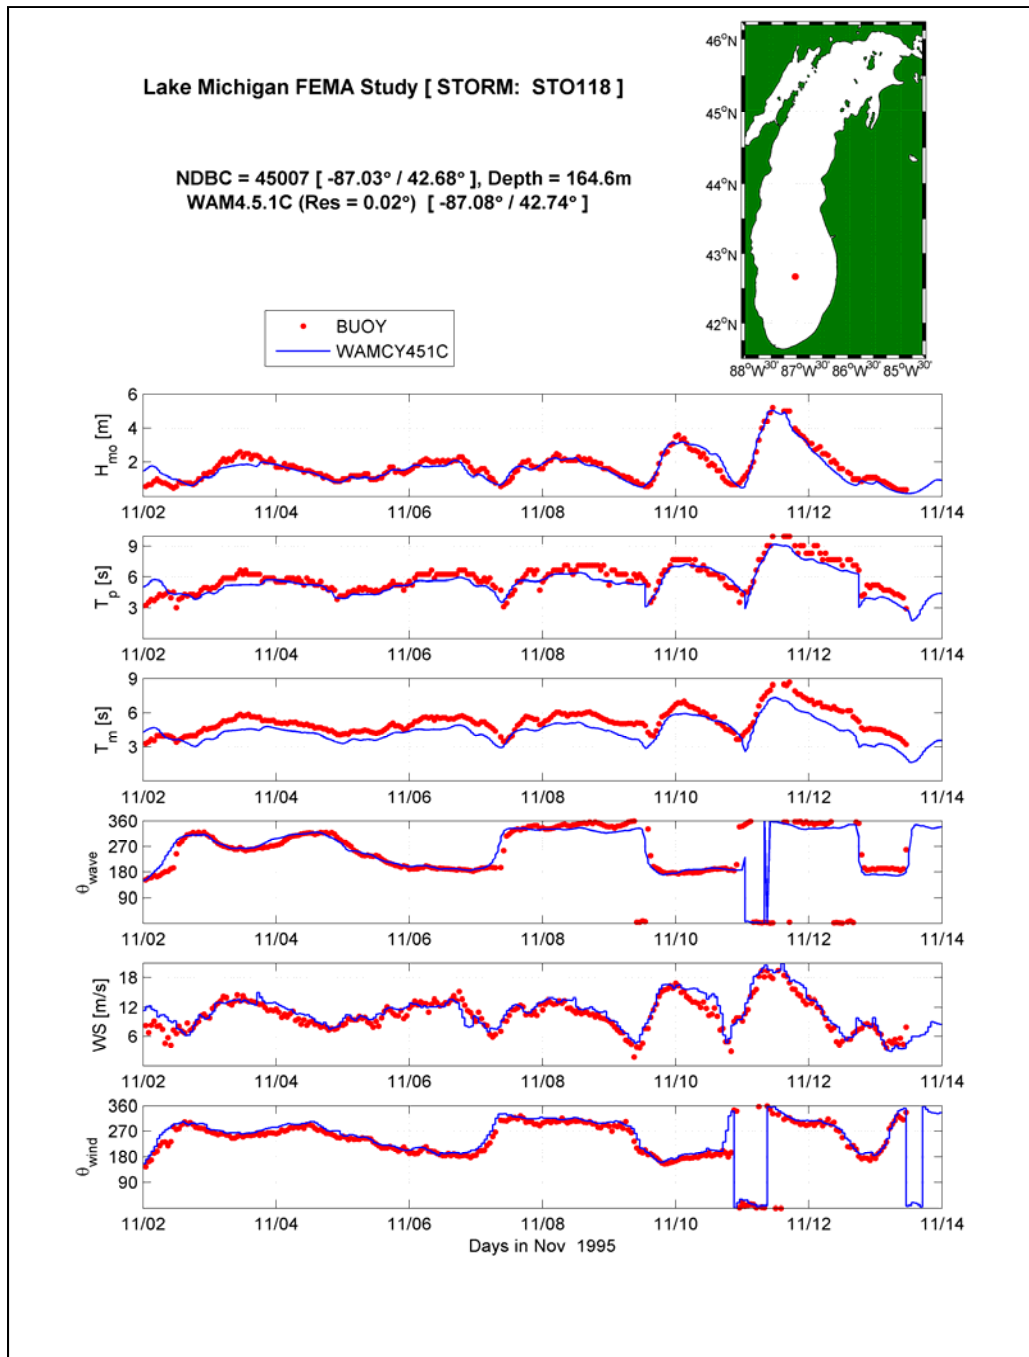 Lake Michigan FEMA Study [ STORM: STO118 ]
NDBC = 45007 [ -87.03° / 42.68° ], Depth = 164.6m
WAM4.5.1C (Res = 0.02°) [ -87.08° / 42.74° ]
46°N
45°N
44°N
43°N
42°N
88°W 30' 87°W 30' 86°W 30' 85°W 30'
BUOY
WAMCY451C
H_mo [m]
6
4
2
11/02 11/04 11/06 11/08 11/10 11/12 11/14
T_p [s]
9
6
3
11/02 11/04 11/06 11/08 11/10 11/12 11/14
T_m [s]
9
6
3
11/02 11/04 11/06 11/08 11/10 11/12 11/14
θ_wave
360
270
180
90
11/02 11/04 11/06 11/08 11/10 11/12 11/14
WS [m/s]
18
12
6
11/02 11/04 11/06 11/08 11/10 11/12 11/14
θ_wind
360
270
180
90
11/02 11/04 11/06 11/08 11/10 11/12 11/14
Days in Nov 1995